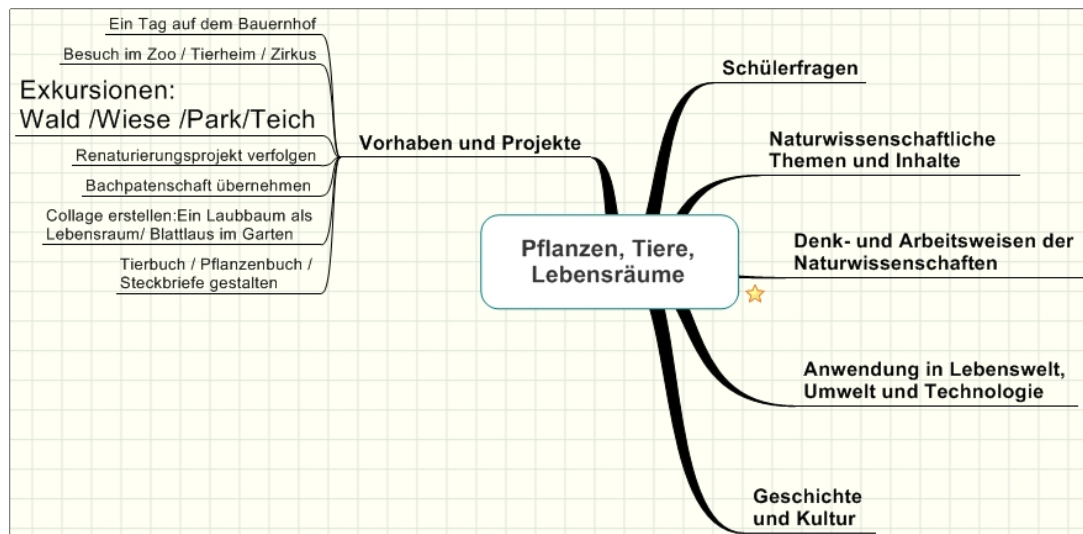 Ein Tag auf dem Bauernhof
Besuch im Zoo / Tierheim / Zirkus
Exkursionen:
Wald /Wiese /Park/Teich
Renaturierungsprojekt verfolgen
Bachpatenschaft übernehmen
Collage erstellen:Ein Laubbaum als
Lebensraum/ Blattlaus im Garten
Tierbuch / Pflanzenbuch /
Steckbriefe gestalten
Vorhaben und Projekte
Pflanzen, Tiere,
Lebensräume
Schülerfragen
Naturwissenschaftliche
Themen und Inhalte
Denk- und Arbeitsweisen der
Naturwissenschaften
Anwendung in Lebenswelt,
Umwelt und Technologie
Geschichte
und Kultur